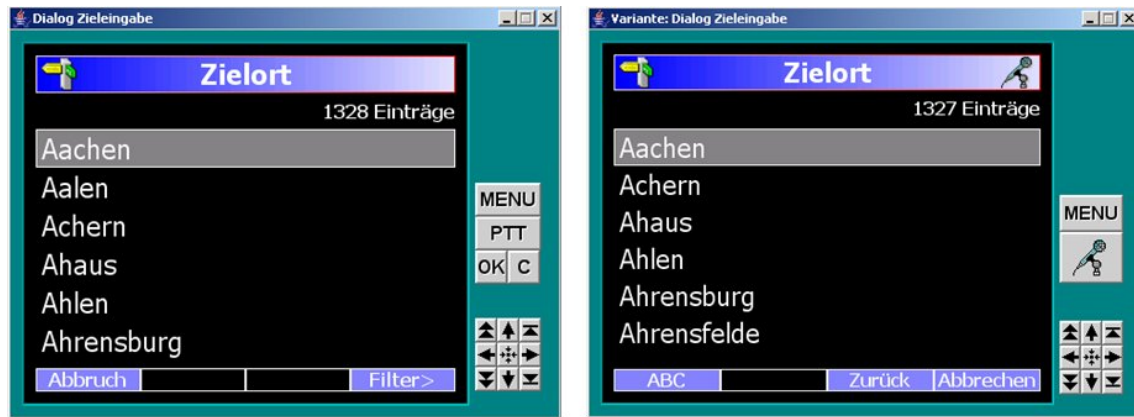 Dialog Zieleingabe
Zielort
1328 Einträge
Aachen
Aalen
Achern
Ahaus
Ahlen
Ahrensburg
Abbruch Filter>
MENU
PTT
OK C
Variante: Dialog Zieleingabe
Zielort
1327 Einträge
Aachen
Achern
Ahaus
Ahlen
Ahrensburg
Ahrensfelde
ABC Zurück Abbrechen
MENU